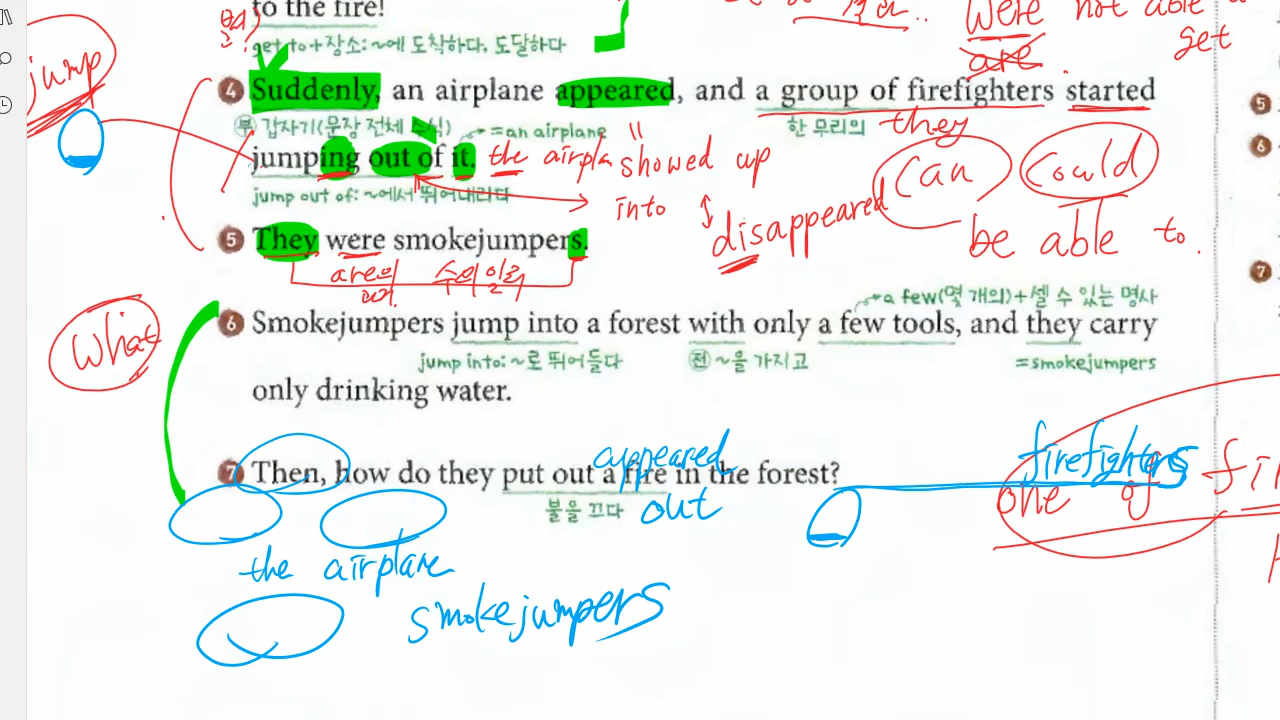 to the fire!
were not able
get to + 장소: ~에 도착하다, 도달하다
get
are
jump
④ Suddenly, an airplane appeared, and a group of firefighters started
㉿ 갑자기(문장 전체
= an airplane
한 무리의
they
jumping out of it. the airpla showed up
can
could
jump out of: ~에서 뛰어내리다
into
disappeared
be able to.
⑤ They were smokejumpers.
are의
a few(몇 개의)+셀 수 있는 명사
What
⑥ Smokejumpers jump into a forest with only a few tools, and they carry
jump into: ~로 뛰어들다
㉠ ~을 가지고
= smokejumpers
only drinking water.
appeared
firefighters
⑦ Then, how do they put out a fire in the forest?
one of
불을 끄다
out
the airplane
smokejumpers
⑤
⑥
⑦